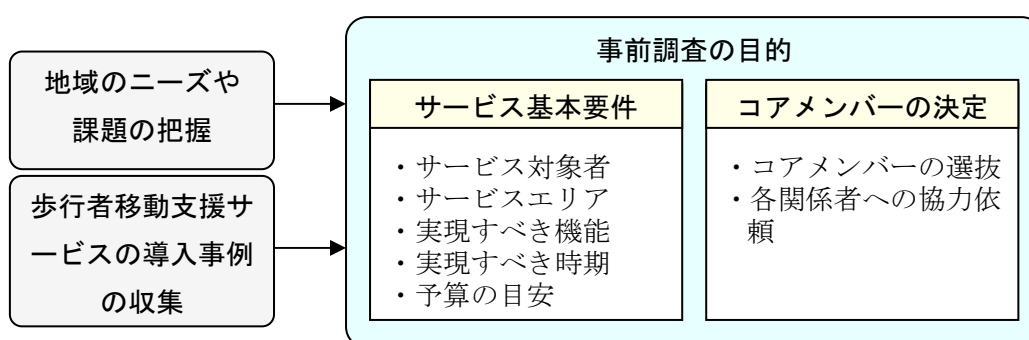 地域のニーズや
課題の把握
歩行者移動支援サ
ービスの導入事例
の収集
事前調査の目的
サービス基本要件
・サービス対象者
・サービスエリア
・実現すべき機能
・実現すべき時期
・予算の目安
コアメンバーの決定
・コアメンバーの選抜
・各関係者への協力依
頼